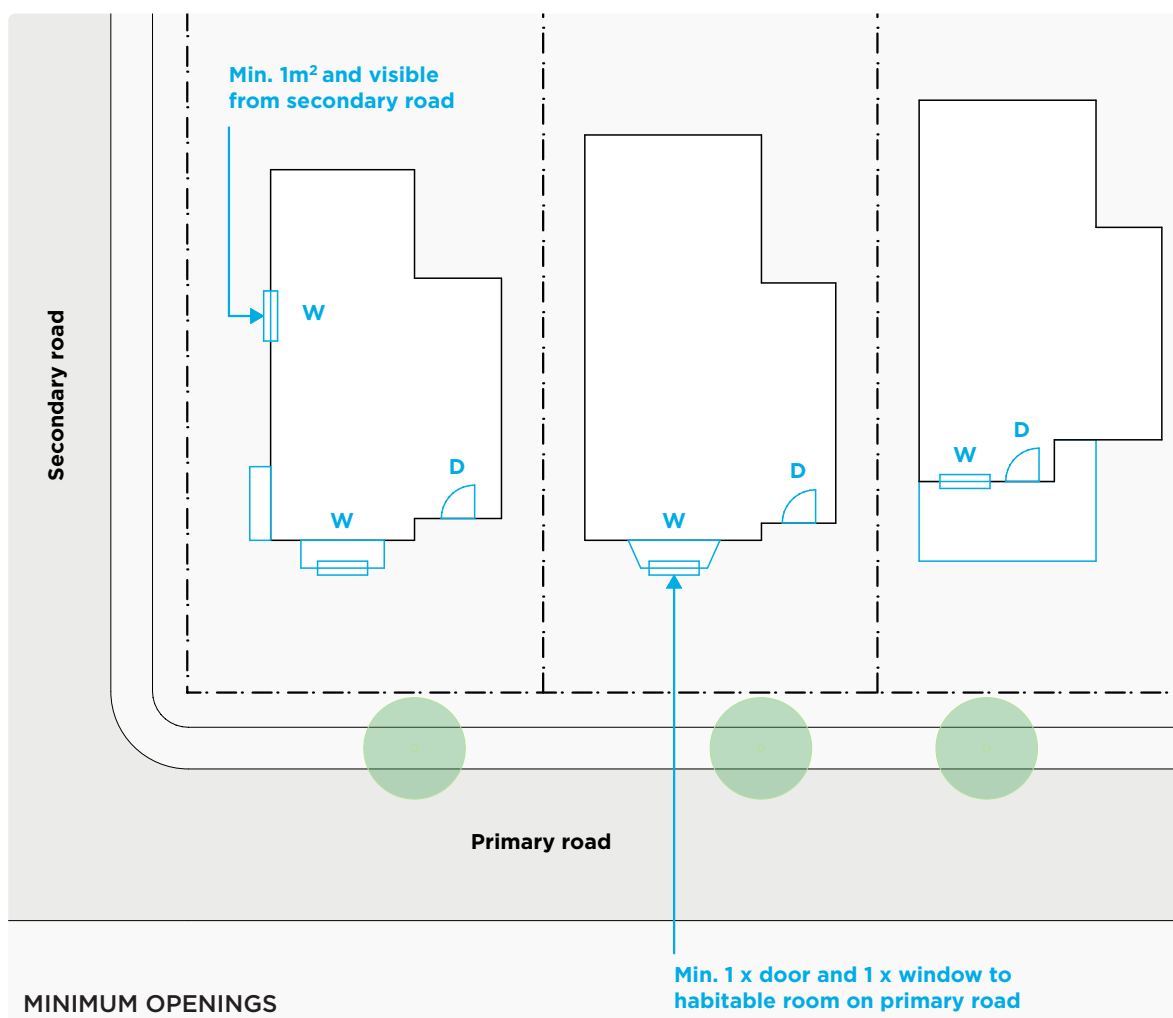 Min. 1m² and visible
from secondary road
Secondary road
W
D
W
D
W
W
D
Primary road
Min. 1 x door and 1 x window to
habitable room on primary road
MINIMUM OPENINGS